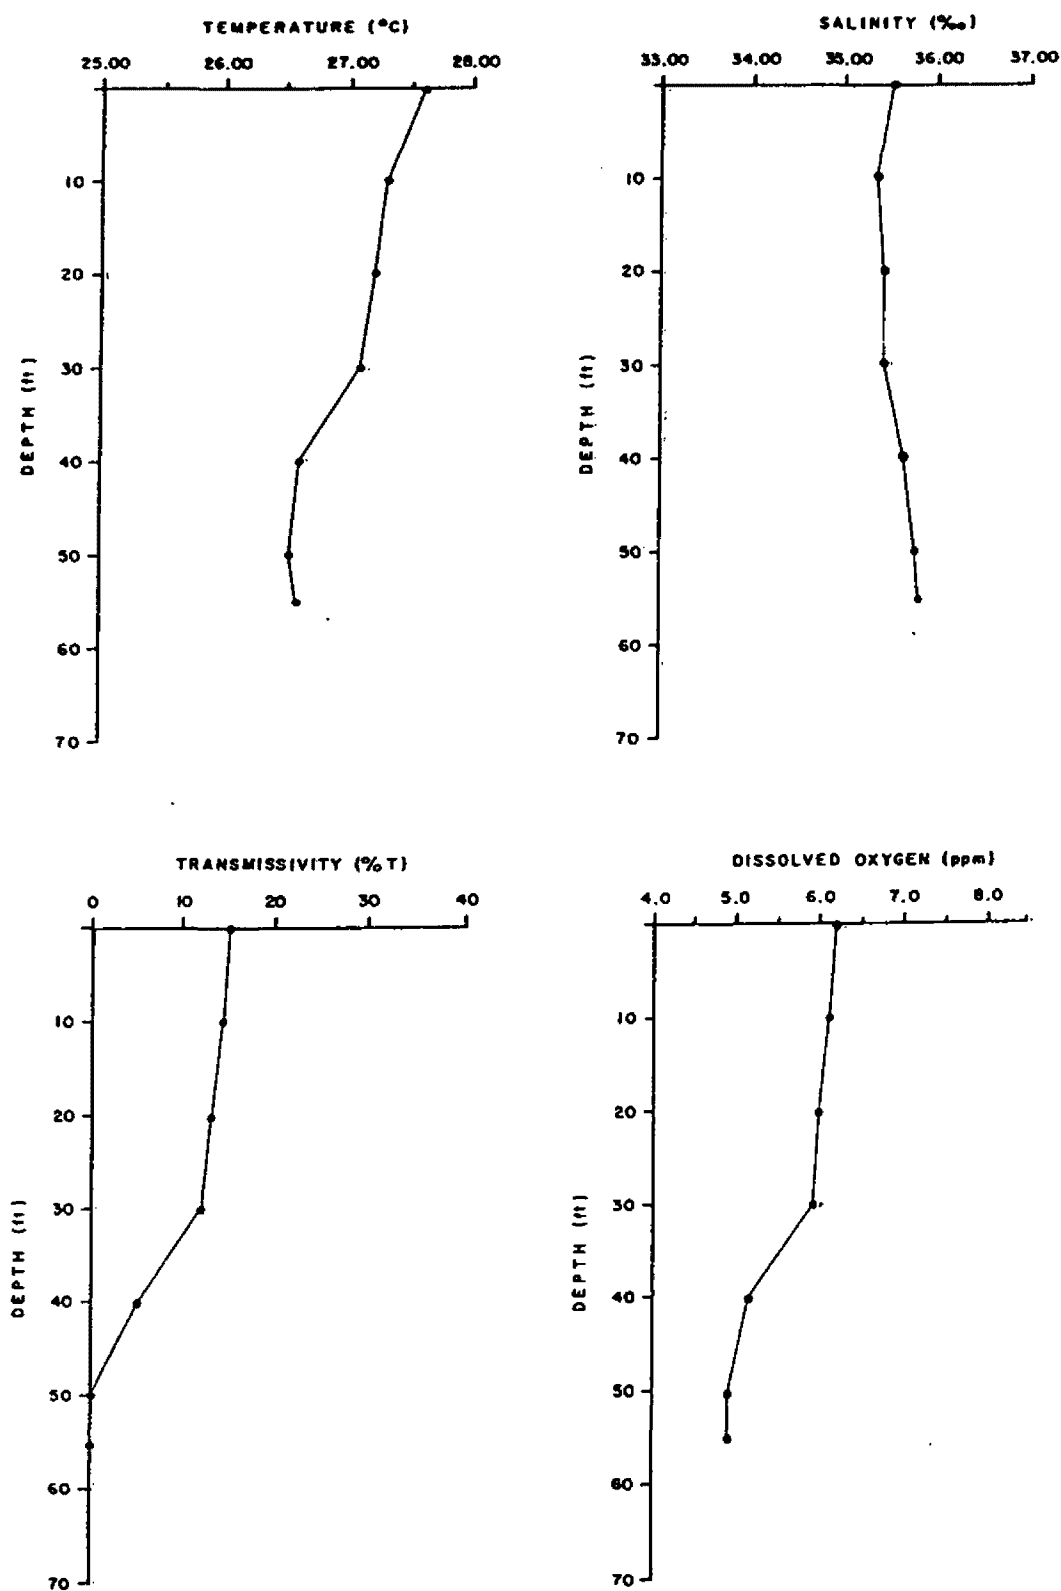 TEMPERATURE (°C)
25.00 26.00 27.00 28.00
10
20
30
40
50
60
70
DEPTH (ft)
SALINITY (‰)
33.00 34.00 35.00 36.00 37.00
10
20
30
40
50
60
70
DEPTH (ft)
TRANSMISSIVITY (% T)
0 10 20 30 40
10
20
30
40
50
60
70
DEPTH (ft)
DISSOLVED OXYGEN (ppm)
4.0 5.0 6.0 7.0 8.0
10
20
30
40
50
60
70
DEPTH (ft)